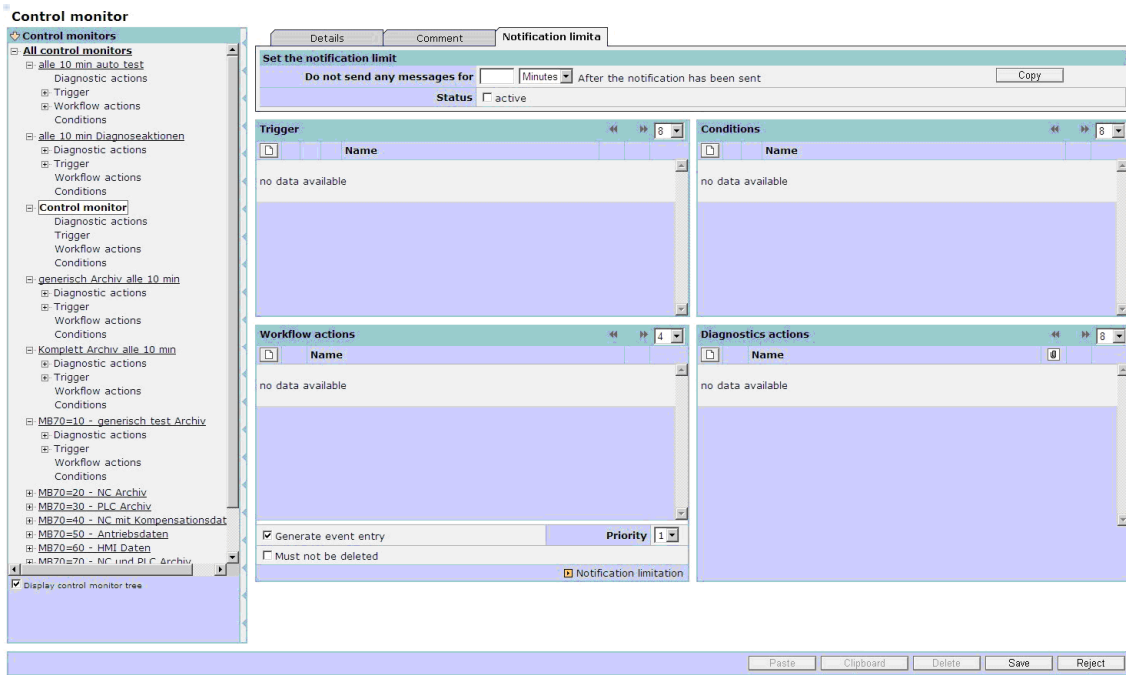 Control monitor
Control monitors
All control monitors
alle 10 min auto test
Diagnostic actions
Trigger
Workflow actions
Conditions
alle 10 min Diagnoseaktionen
Diagnostic actions
Trigger
Workflow actions
Conditions
Control monitor
Diagnostic actions
Trigger
Workflow actions
Conditions
generisch Archiv alle 10 min
Diagnostic actions
Trigger
Workflow actions
Conditions
Komplett Archiv alle 10 min
Diagnostic actions
Trigger
Workflow actions
Conditions
MB70=10 - generisch test Archiv
Diagnostic actions
Trigger
Workflow actions
Conditions
MB70=20 - NC Archiv
MB70=30 - PLC Archiv
MB70=40 - NC mit Kompensationsdat
MB70=50 - Antriebsdaten
MB70=60 - HMI Daten
MB70=70 - NC und PLC Archiv
Display control monitor tree
Details Comment Notification limita
Set the notification limit
Do not send any messages for Minutes After the notification has been sent Copy
Status active
Trigger 8
Name
no data available
Conditions 8
Name
no data available
Workflow actions 4
Name
no data available
Generate event entry Priority 1
Must not be deleted
Notification limitation
Diagnostics actions 8
Name
no data available
Paste Clipboard Delete Save Reject